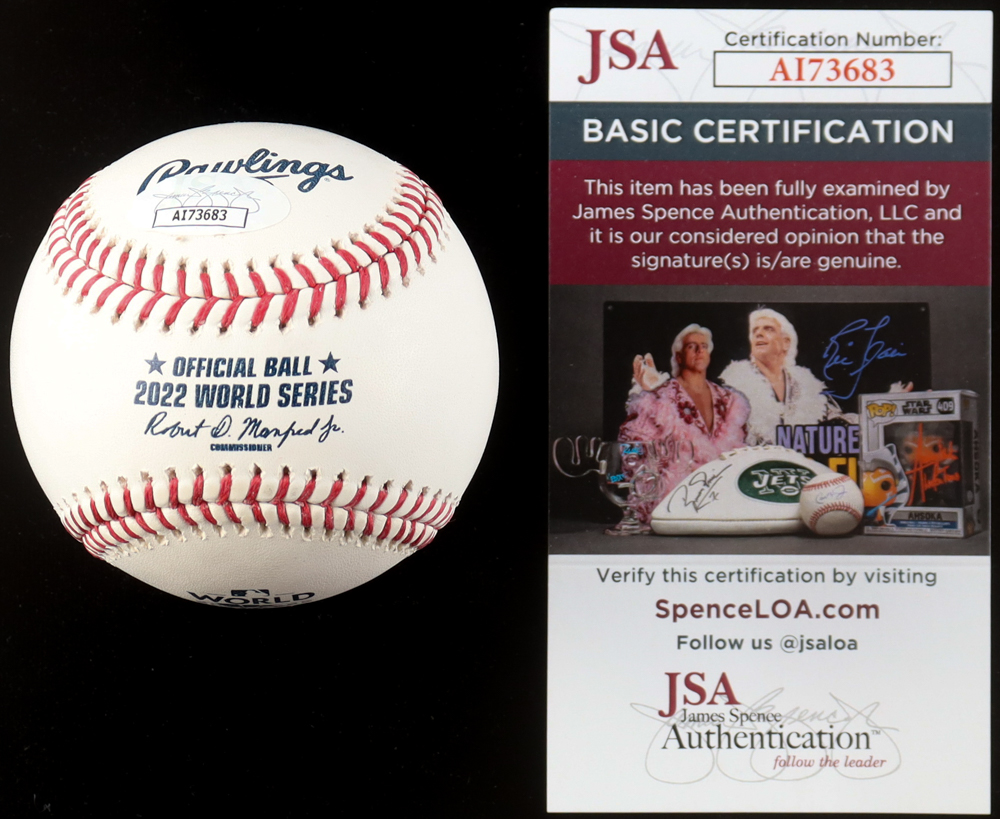 Rawlings
AI73683
★ OFFICIAL BALL ★
2022 WORLD SERIES
Robert D. Manfred Jr.
COMMISSIONER
WORLD
JSA
Certification Number:
AI73683
BASIC CERTIFICATION
This item has been fully examined by
James Spence Authentication, LLC and
it is our considered opinion that the
signature(s) is/are genuine.
NATURE
JETS
POP!
STAR
WARS
409
AHSOKA
Verify this certification by visiting
SpenceLOA.com
Follow us @jsaloa
JSA
James Spence
Authentication™
follow the leader